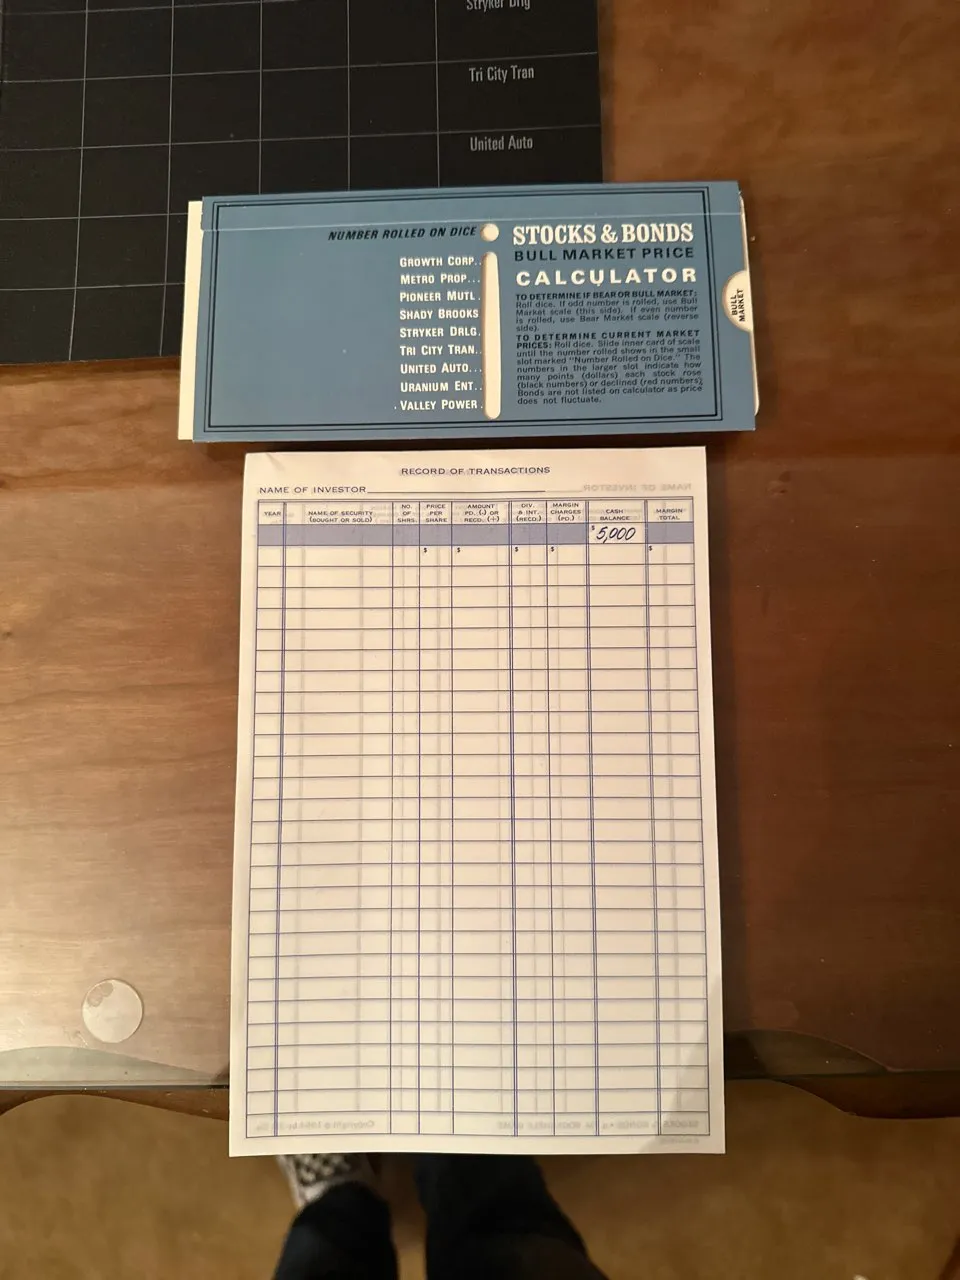 Stryker Drlg
Tri City Tran
United Auto
NUMBER ROLLED ON DICE
GROWTH CORP..
METRO PROP...
PIONEER MUTL.
SHADY BROOKS
STRYKER DRLG.
TRI CITY TRAN..
UNITED AUTO...
URANIUM ENT..
VALLEY POWER.
STOCKS & BONDS
BULL MARKET PRICE
CALCULATOR
TO DETERMINE IF BEAR OR BULL MARKET:
Roll dice. If odd number is rolled, use Bull
Market scale (this side). If even number
is rolled, use Bear Market scale (reverse
side).
TO DETERMINE CURRENT MARKET
PRICES: Roll dice. Slide inner card of scale
until the number rolled shows in the small
slot marked "Number Rolled on Dice." The
numbers in the larger slot indicate how
many points (dollars) each stock rose
(black numbers) or declined (red numbers).
Bonds are not listed on calculator as price
does not fluctuate.
BULL
MARKET
RECORD OF TRANSACTIONS
NAME OF INVESTOR
YEAR
NAME OF SECURITY
(BOUGHT OR SOLD)
NO.
OF
SHRS.
PRICE
PER
SHARE
AMOUNT
PD. (-) OR
RECD. (+)
DIV.
& INT.
(RECD.)
MARGIN
CHARGES
(PD.)
CASH
BALANCE
MARGIN
TOTAL
$ 5,000
$ $ $ $ $